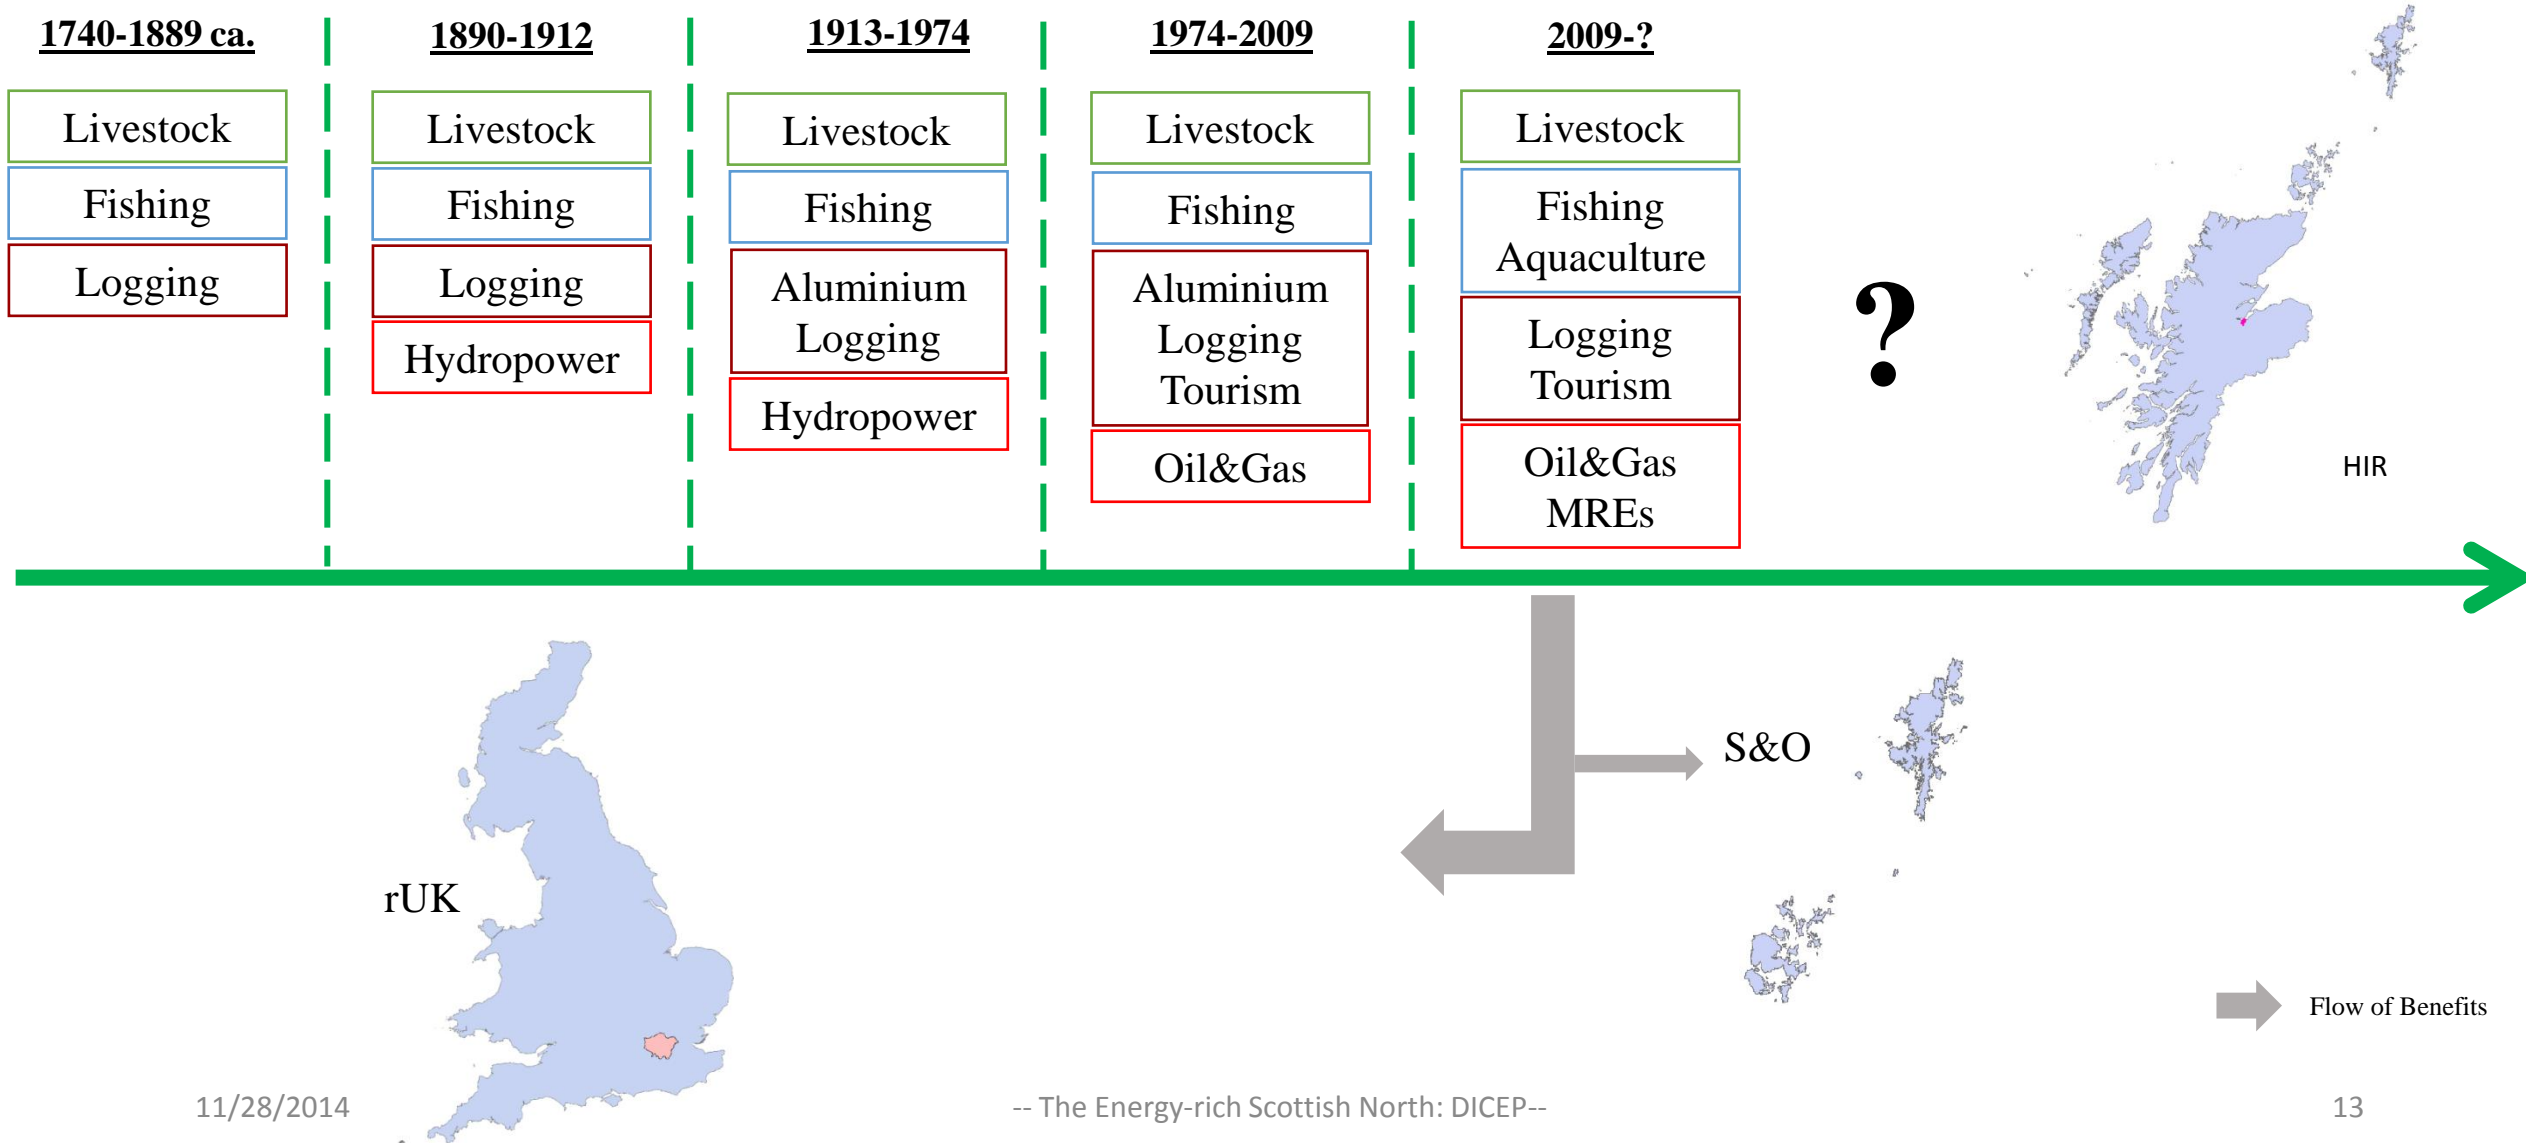 1740-1889 ca.
Livestock
Fishing
Logging
1890-1912
Livestock
Fishing
Logging
Hydropower
1913-1974
Livestock
Fishing
Aluminium
Logging
Hydropower
1974-2009
Livestock
Fishing
Aluminium
Logging
Tourism
Oil&Gas
2009-?
Livestock
Fishing
Aquaculture
Logging
Tourism
Oil&Gas
MREs
?
HIR
rUK
S&O
Flow of Benefits
11/28/2014
-- The Energy-rich Scottish North: DICEP--
13